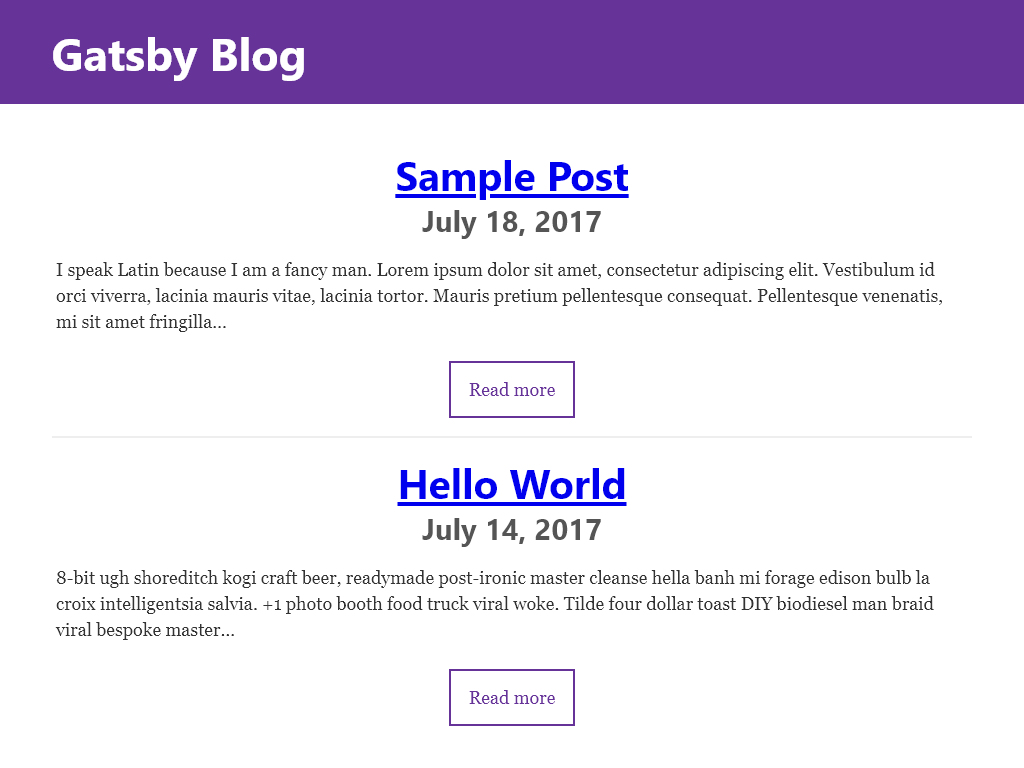 Gatsby Blog
Sample Post
July 18, 2017
I speak Latin because I am a fancy man. Lorem ipsum dolor sit amet, consectetur adipiscing elit. Vestibulum id
orci viverra, lacinia mauris vitae, lacinia tortor. Mauris pretium pellentesque consequat. Pellentesque venenatis,
mi sit amet fringilla…
Read more
Hello World
July 14, 2017
8-bit ugh shoreditch kogi craft beer, readymade post-ironic master cleanse hella banh mi forage edison bulb la
croix intelligentsia salvia. +1 photo booth food truck viral woke. Tilde four dollar toast DIY biodiesel man braid
viral bespoke master…
Read more